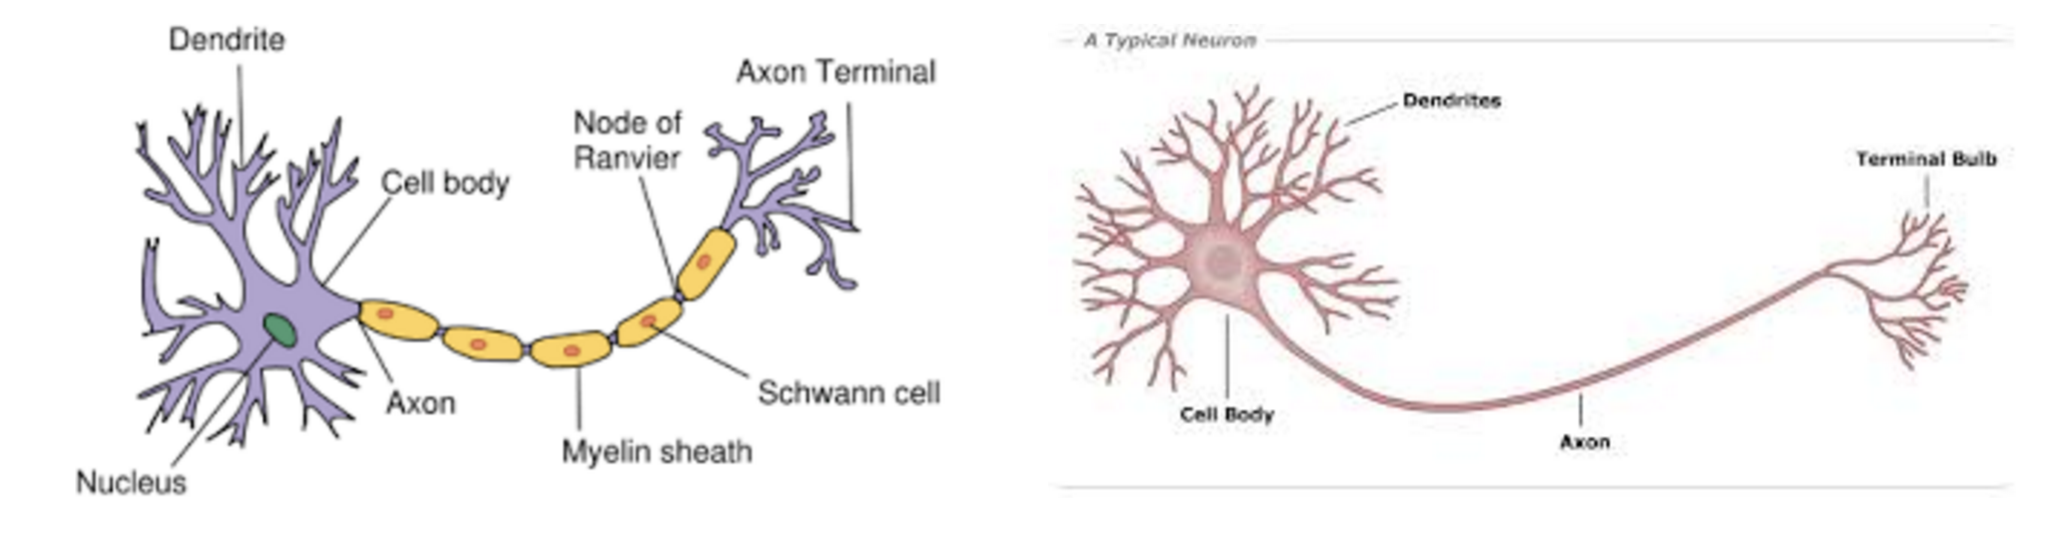 Dendrite
Axon Terminal
Node of
Ranvier
Cell body
Axon
Schwann cell
Myelin sheath
Nucleus
A Typical Neuron
Dendrites
Terminal Bulb
Cell Body
Axon